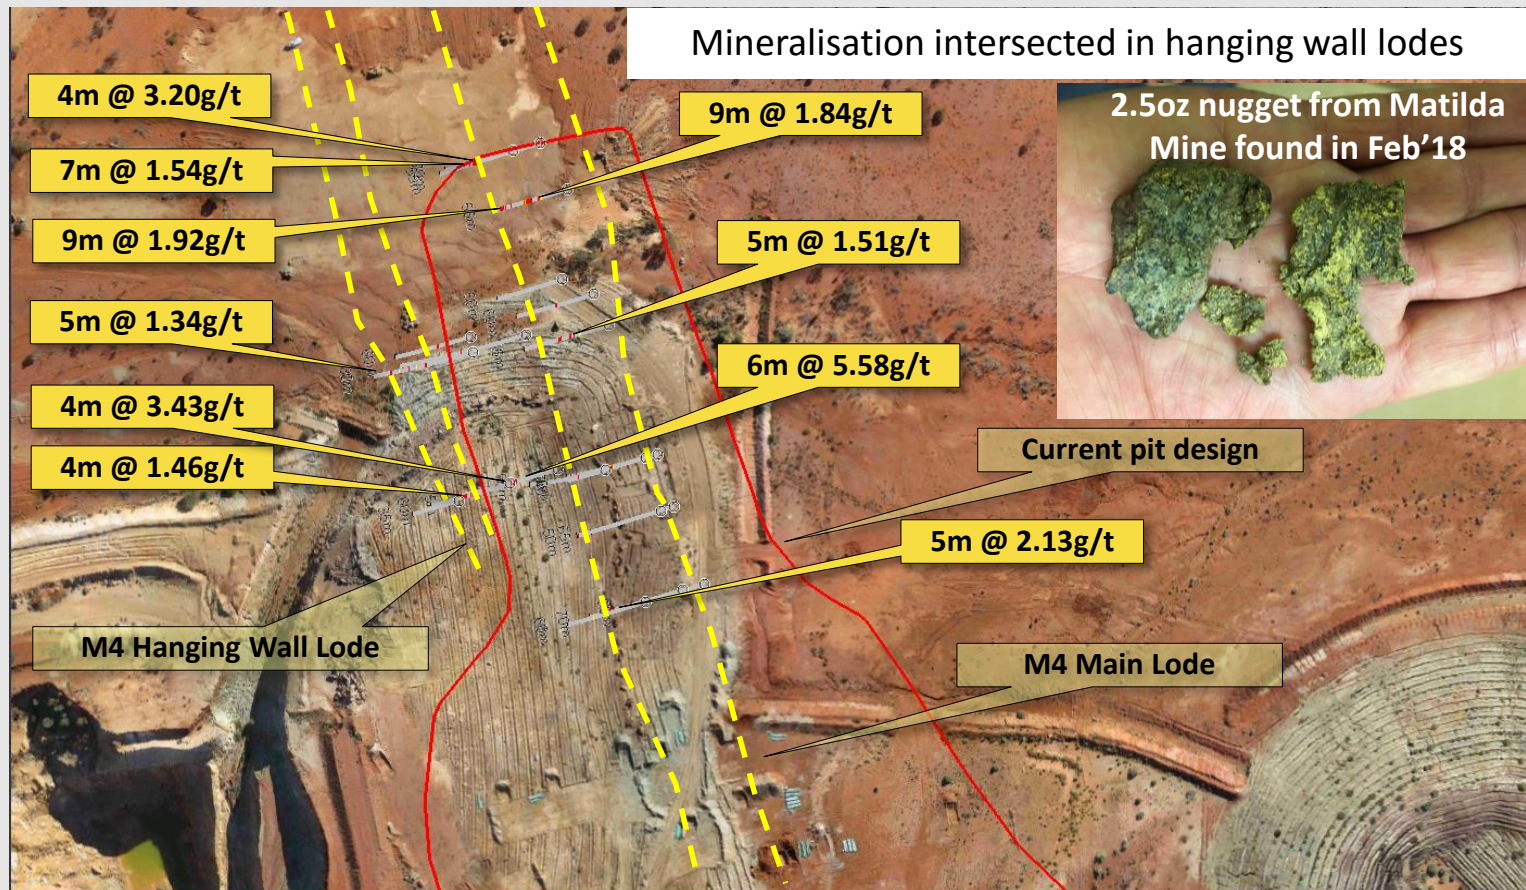 Mineralisation intersected in hanging wall lodes
2.5oz nugget from Matilda
Mine found in Feb'18
4m @ 3.20g/t
9m @ 1.84g/t
7m @ 1.54g/t
9m @ 1.92g/t
5m @ 1.51g/t
5m @ 1.34g/t
6m @ 5.58g/t
4m @ 3.43g/t
Current pit design
4m @ 1.46g/t
5m @ 2.13g/t
M4 Hanging Wall Lode
M4 Main Lode